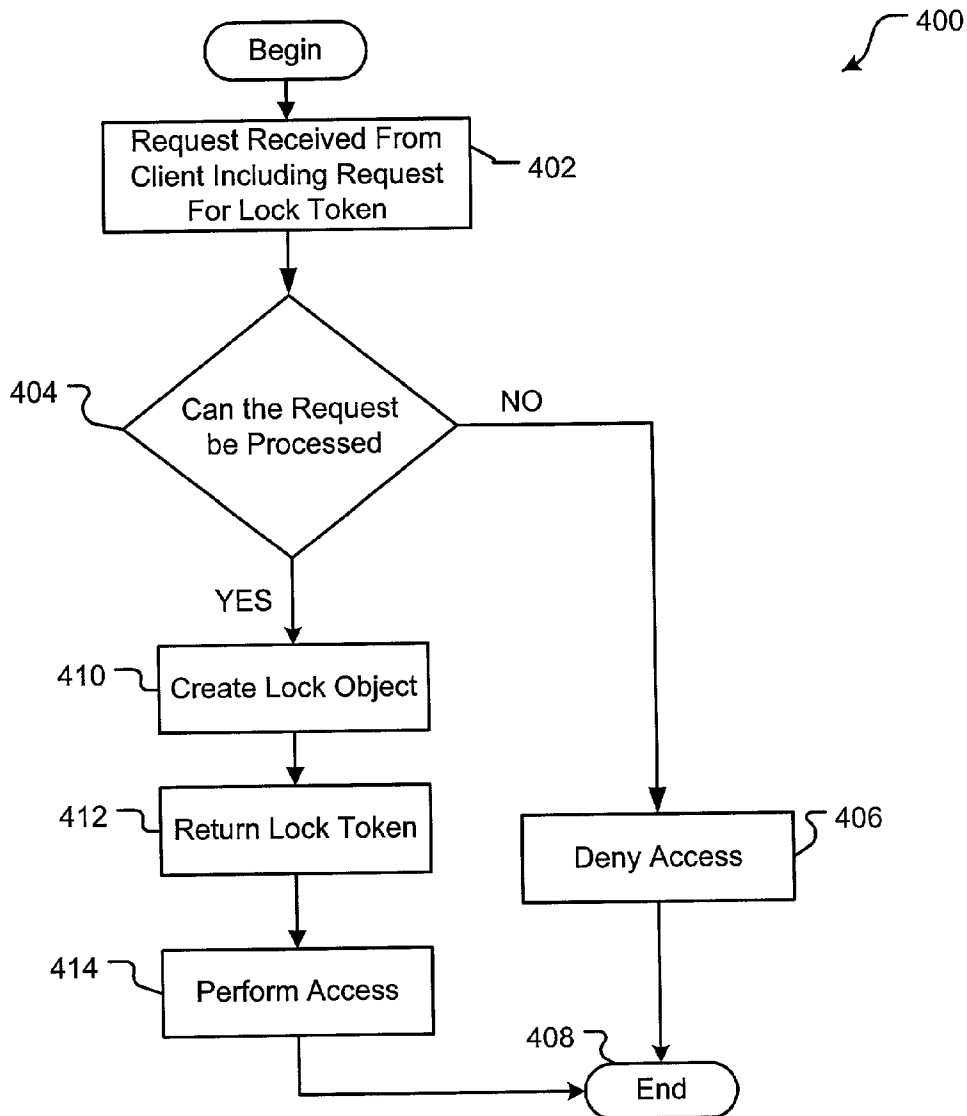 400
Begin
Request Received From
Client Including Request
For Lock Token
402
404
Can the Request
be Processed
NO
YES
410
Create Lock Object
412
Return Lock Token
406
Deny Access
414
Perform Access
408
End